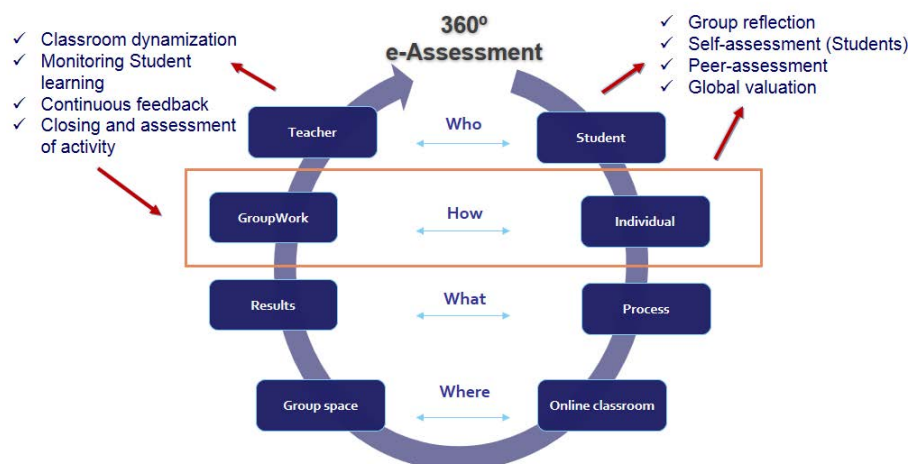 360º
e-Assessment
✓ Classroom dynamization
✓ Monitoring Student
learning
✓ Continuous feedback
✓ Closing and assessment
of activity
✓ Group reflection
✓ Self-assessment (Students)
✓ Peer-assessment
✓ Global valuation
Teacher
Who
Student
GroupWork
How
Individual
Results
What
Process
Group space
Where
Online classroom